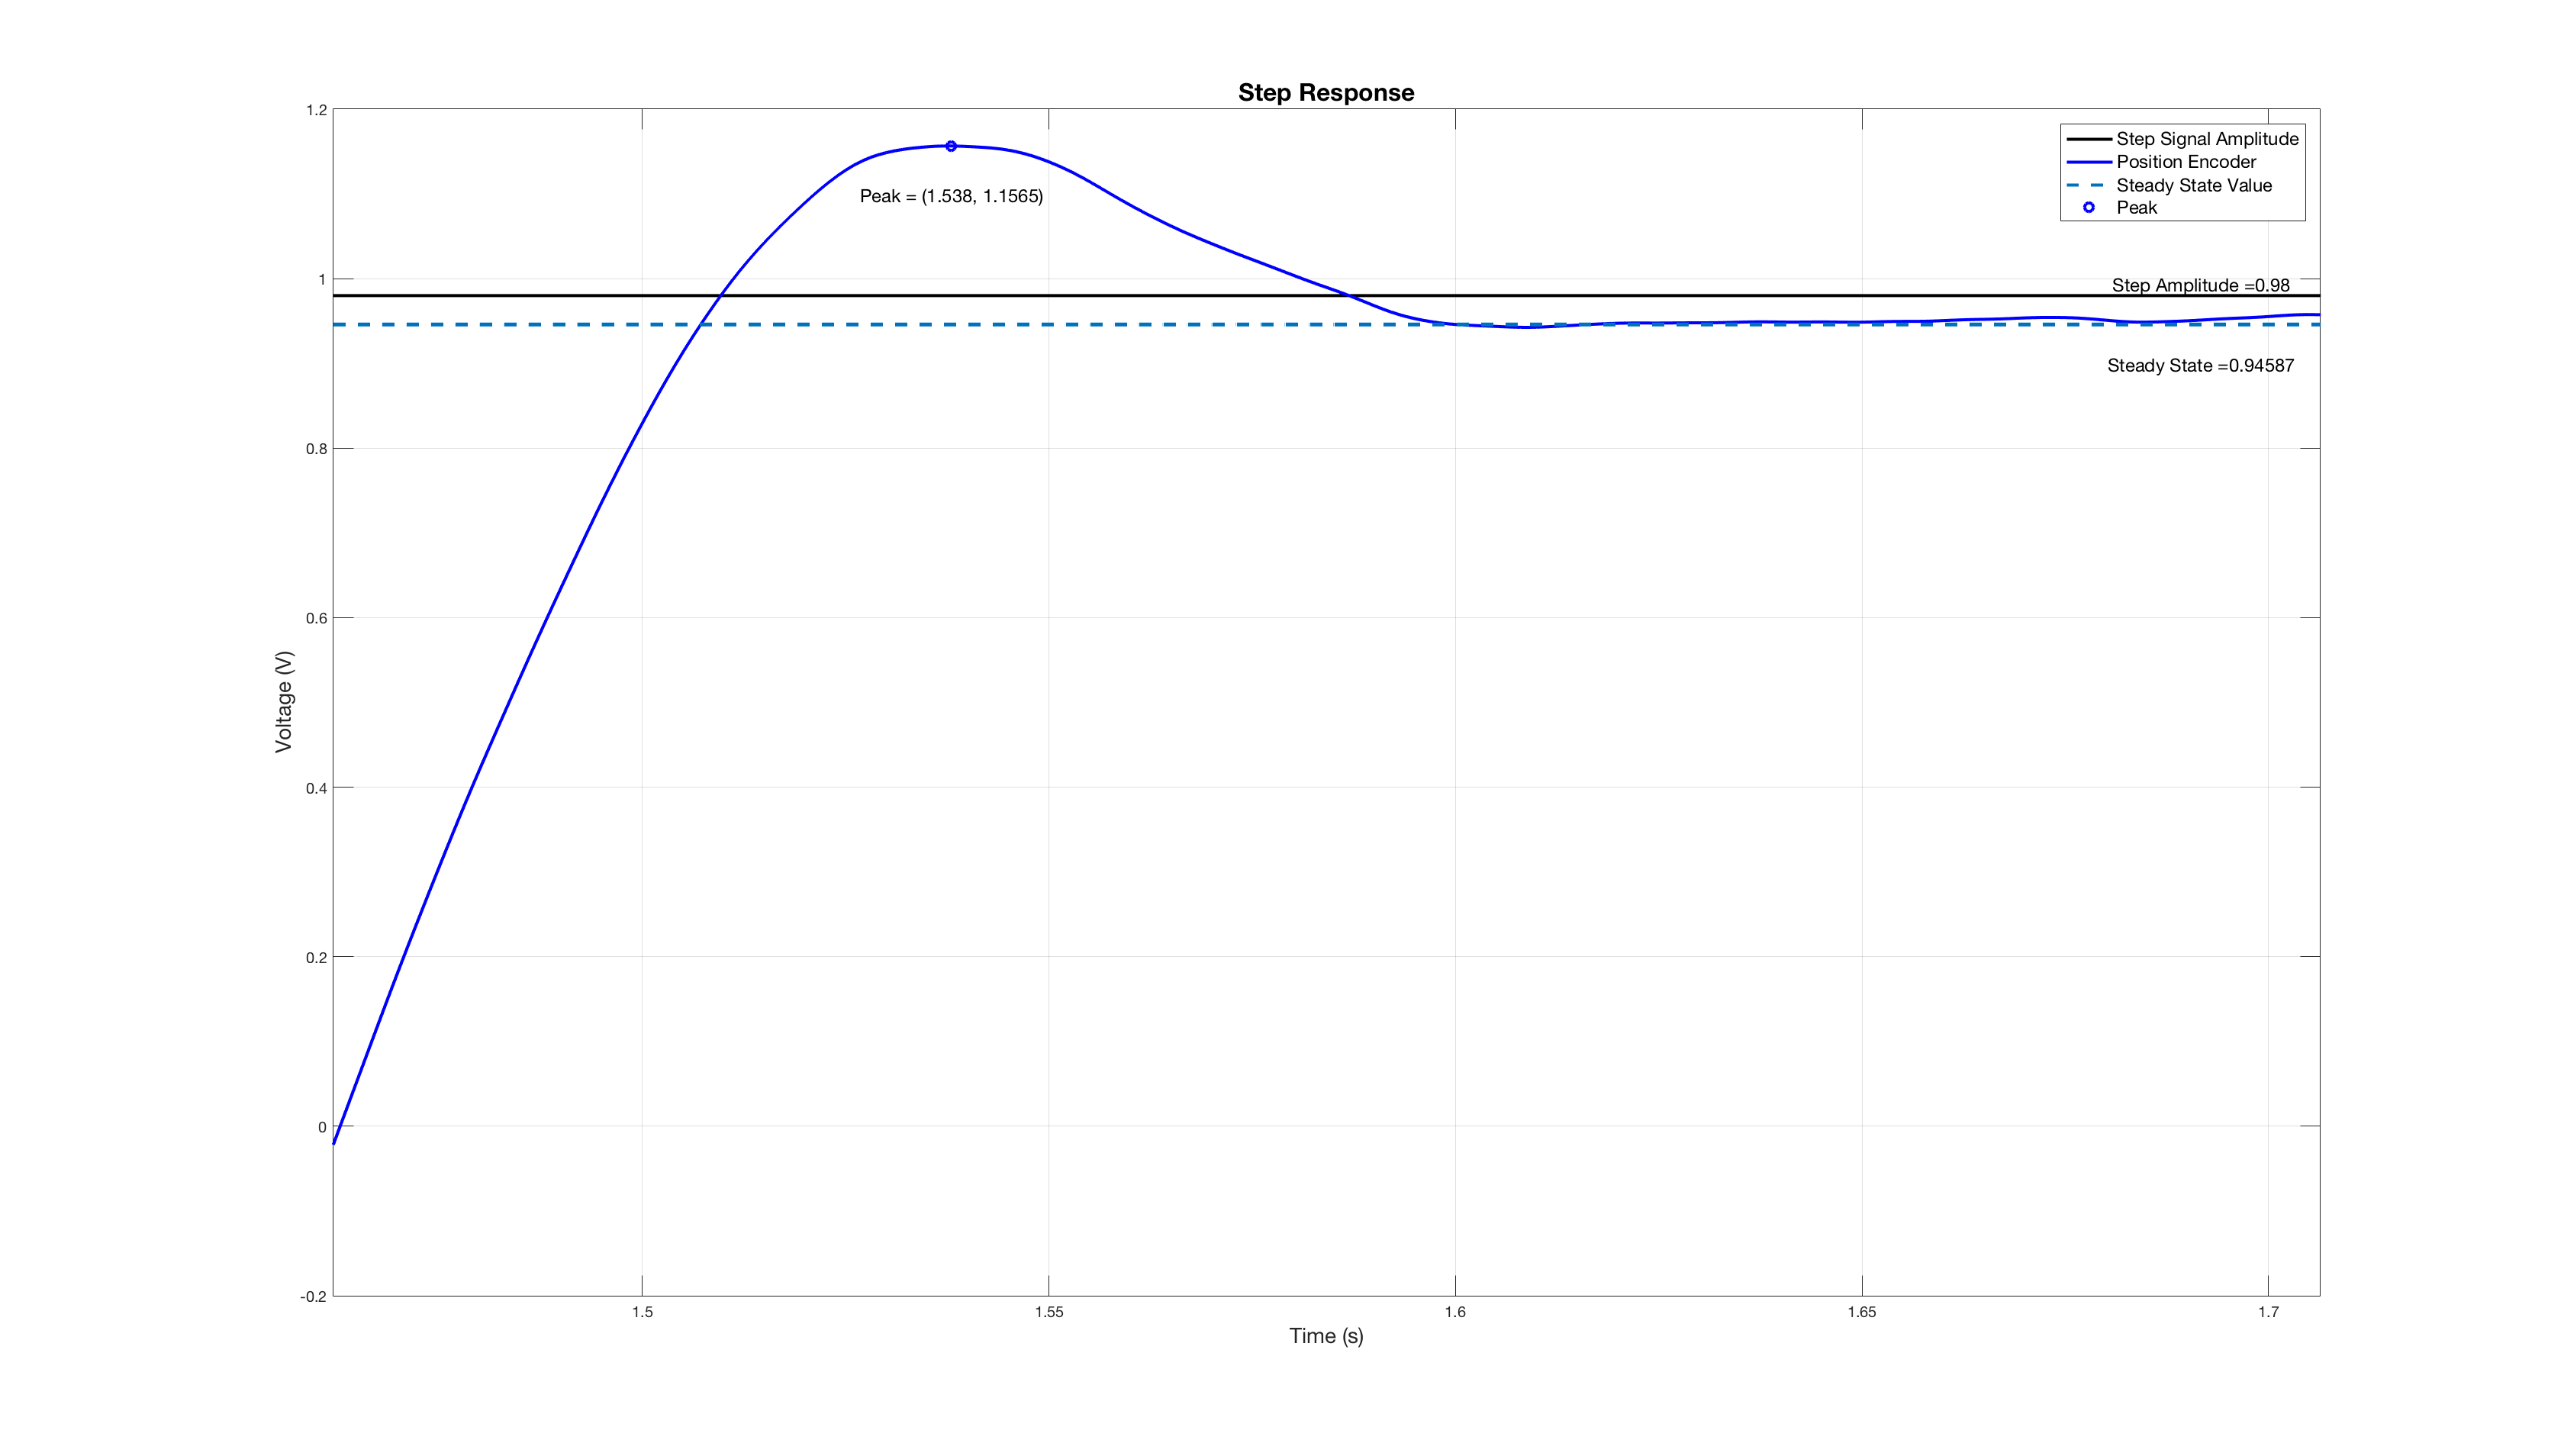 Step Response
1.2
1
0.8
0.6
0.4
0.2
0
-0.2
Voltage (V)
Step Signal Amplitude
Position Encoder
Steady State Value
Peak
Peak = (1.538, 1.1565)
Step Amplitude =0.98
Steady State =0.94587
1.5
1.55
1.6
1.65
1.7
Time (s)